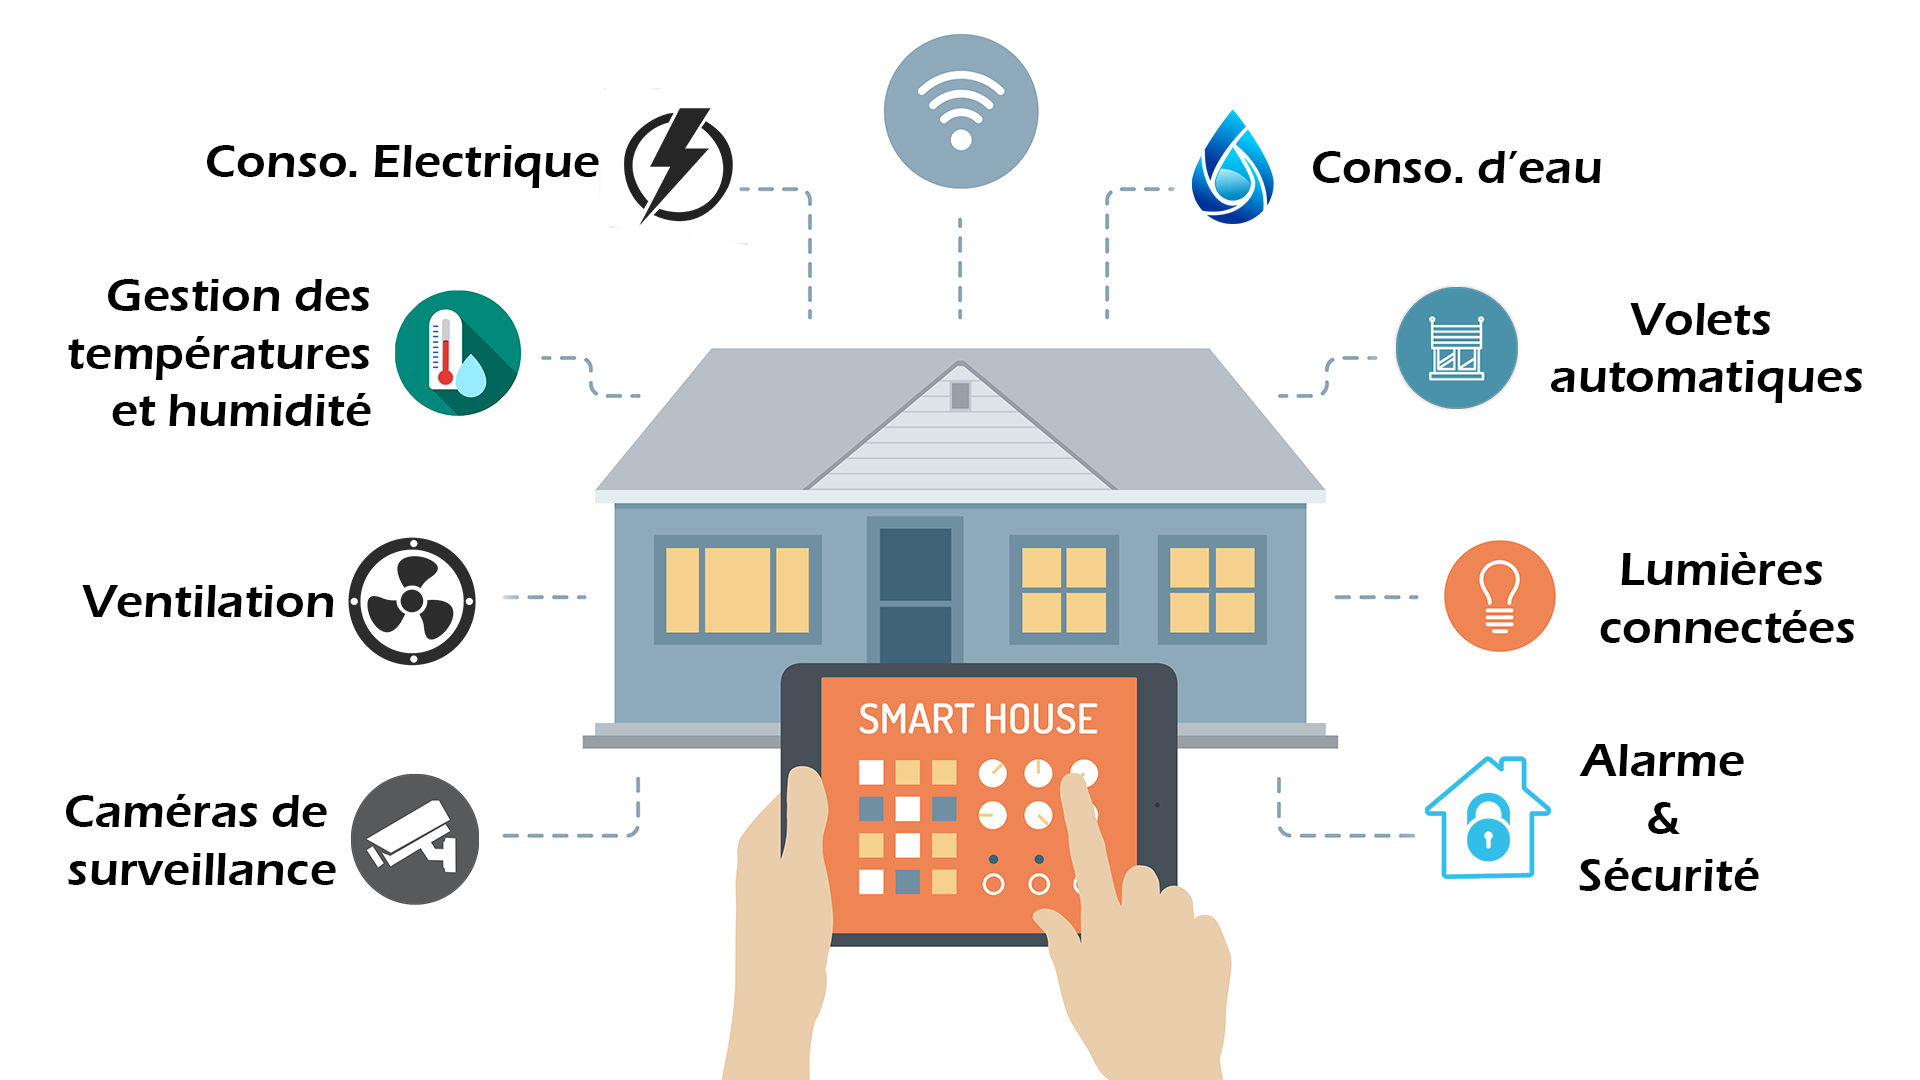 Conso. Electrique
Conso. d'eau
Gestion des
températures
et humidité
Volets
automatiques
Ventilation
Lumières
connectées
SMART HOUSE
Caméras de
surveillance
Alarme
&
Sécurité